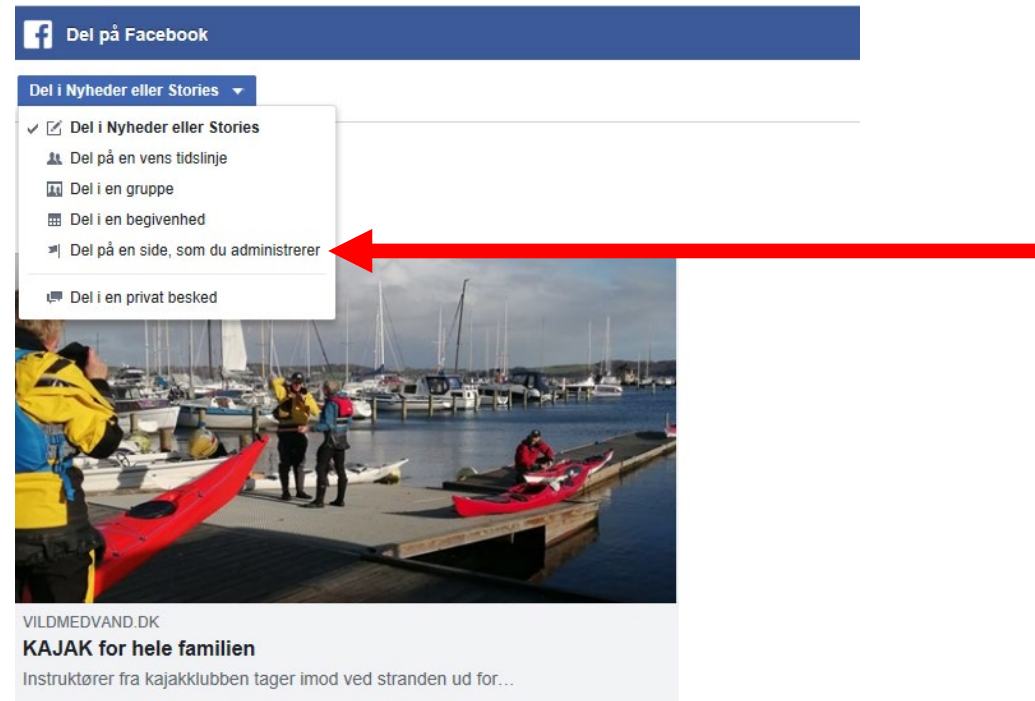 Del på Facebook
Del i Nyheder eller Stories
Del i Nyheder eller Stories
Del på en vens tidslinje
Del i en gruppe
Del i en begivenhed
Del på en side, som du administrerer
Del i en privat besked
VILDMEDVAND.DK
KAJAK for hele familien
Instruktører fra kajakklubben tager imod ved stranden ud for…